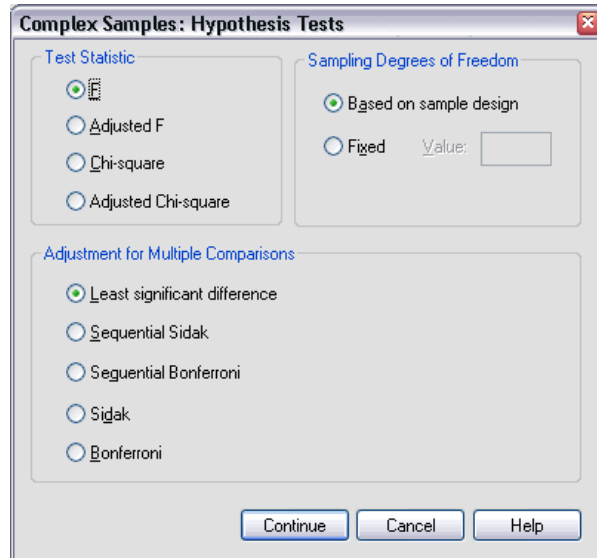 Complex Samples: Hypothesis Tests
Test Statistic
F
Adjusted F
Chi-square
Adjusted Chi-square
Sampling Degrees of Freedom
Based on sample design
Fixed Value:
Adjustment for Multiple Comparisons
Least significant difference
Sequential Sidak
Sequential Bonferroni
Sidak
Bonferroni
Continue Cancel Help